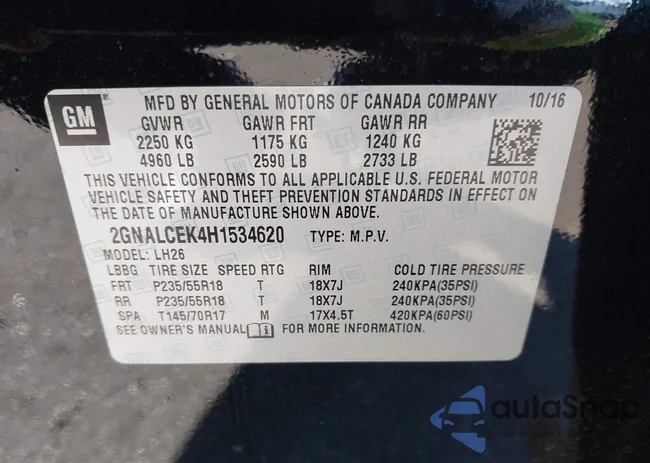 GM
MFD BY GENERAL MOTORS OF CANADA COMPANY 10/16
GVWR GAWR FRT GAWR RR
2250 KG 1175 KG 1240 KG
4960 LB 2590 LB 2733 LB
THIS VEHICLE CONFORMS TO ALL APPLICABLE U.S. FEDERAL MOTOR
VEHICLE SAFETY AND THEFT PREVENTION STANDARDS IN EFFECT ON
THE DATE OF MANUFACTURE SHOWN ABOVE.
2GNALCEK4H1534620 TYPE: M.P.V.
MODEL: LH26
LBBG TIRE SIZE SPEED RTG RIM COLD TIRE PRESSURE
FRT P235/55R18 T 18X7J 240KPA(35PSI)
RR P235/55R18 T 18X7J 240KPA(35PSI)
SPA T145/70R17 M 17X4.5T 420KPA(60PSI)
SEE OWNER'S MANUAL FOR MORE INFORMATION.
autoSnap